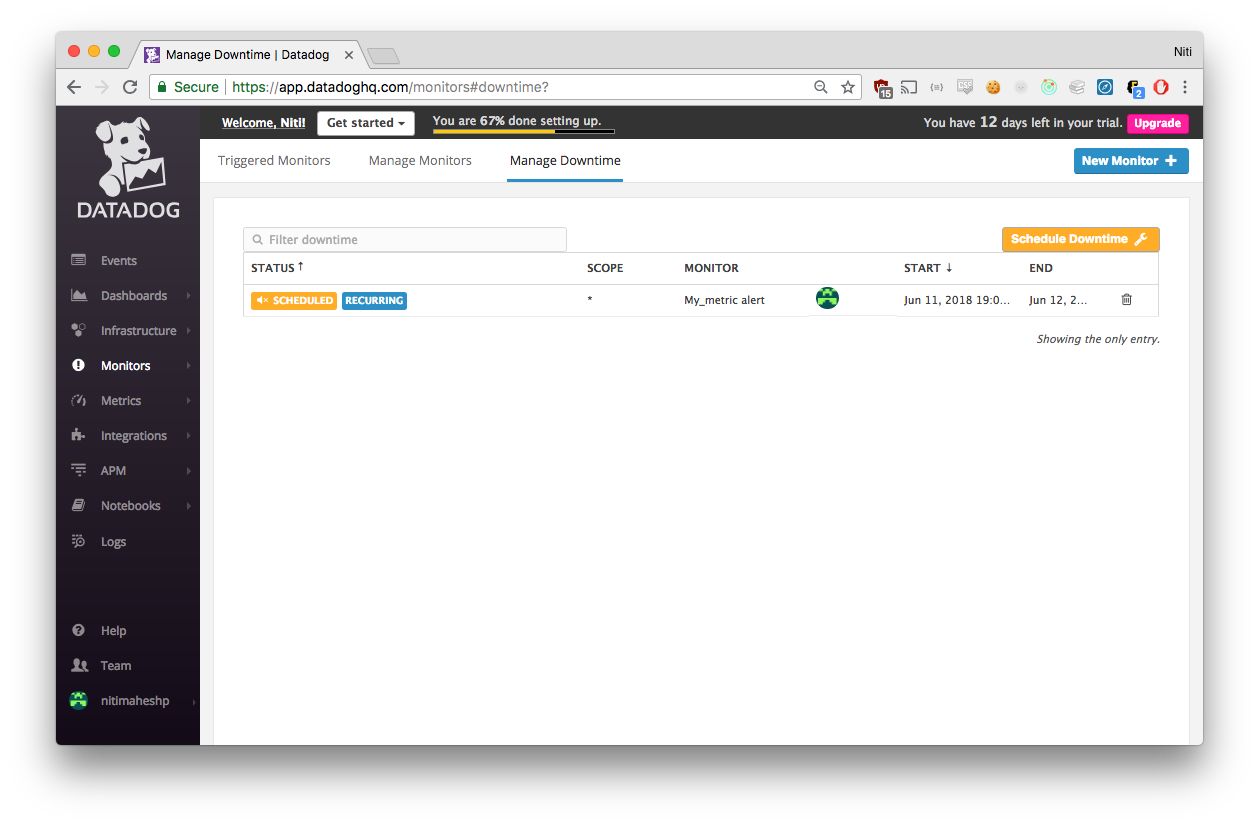 Manage Downtime | Datadog
Niti
Secure https://app.datadoghq.com/monitors#downtime?
15
2
DATADOG
Welcome, Niti!
Get started
You are 67% done setting up.
You have 12 days left in your trial.
Upgrade
Triggered Monitors
Manage Monitors
Manage Downtime
New Monitor +
Events
Dashboards
Infrastructure
Monitors
Metrics
Integrations
APM
Notebooks
Logs
Help
Team
nitimaheshp
Filter downtime
Schedule Downtime
STATUS ↑ SCOPE MONITOR START ↓ END
SCHEDULED RECURRING * My_metric alert Jun 11, 2018 19:0... Jun 12, 2...
Showing the only entry.